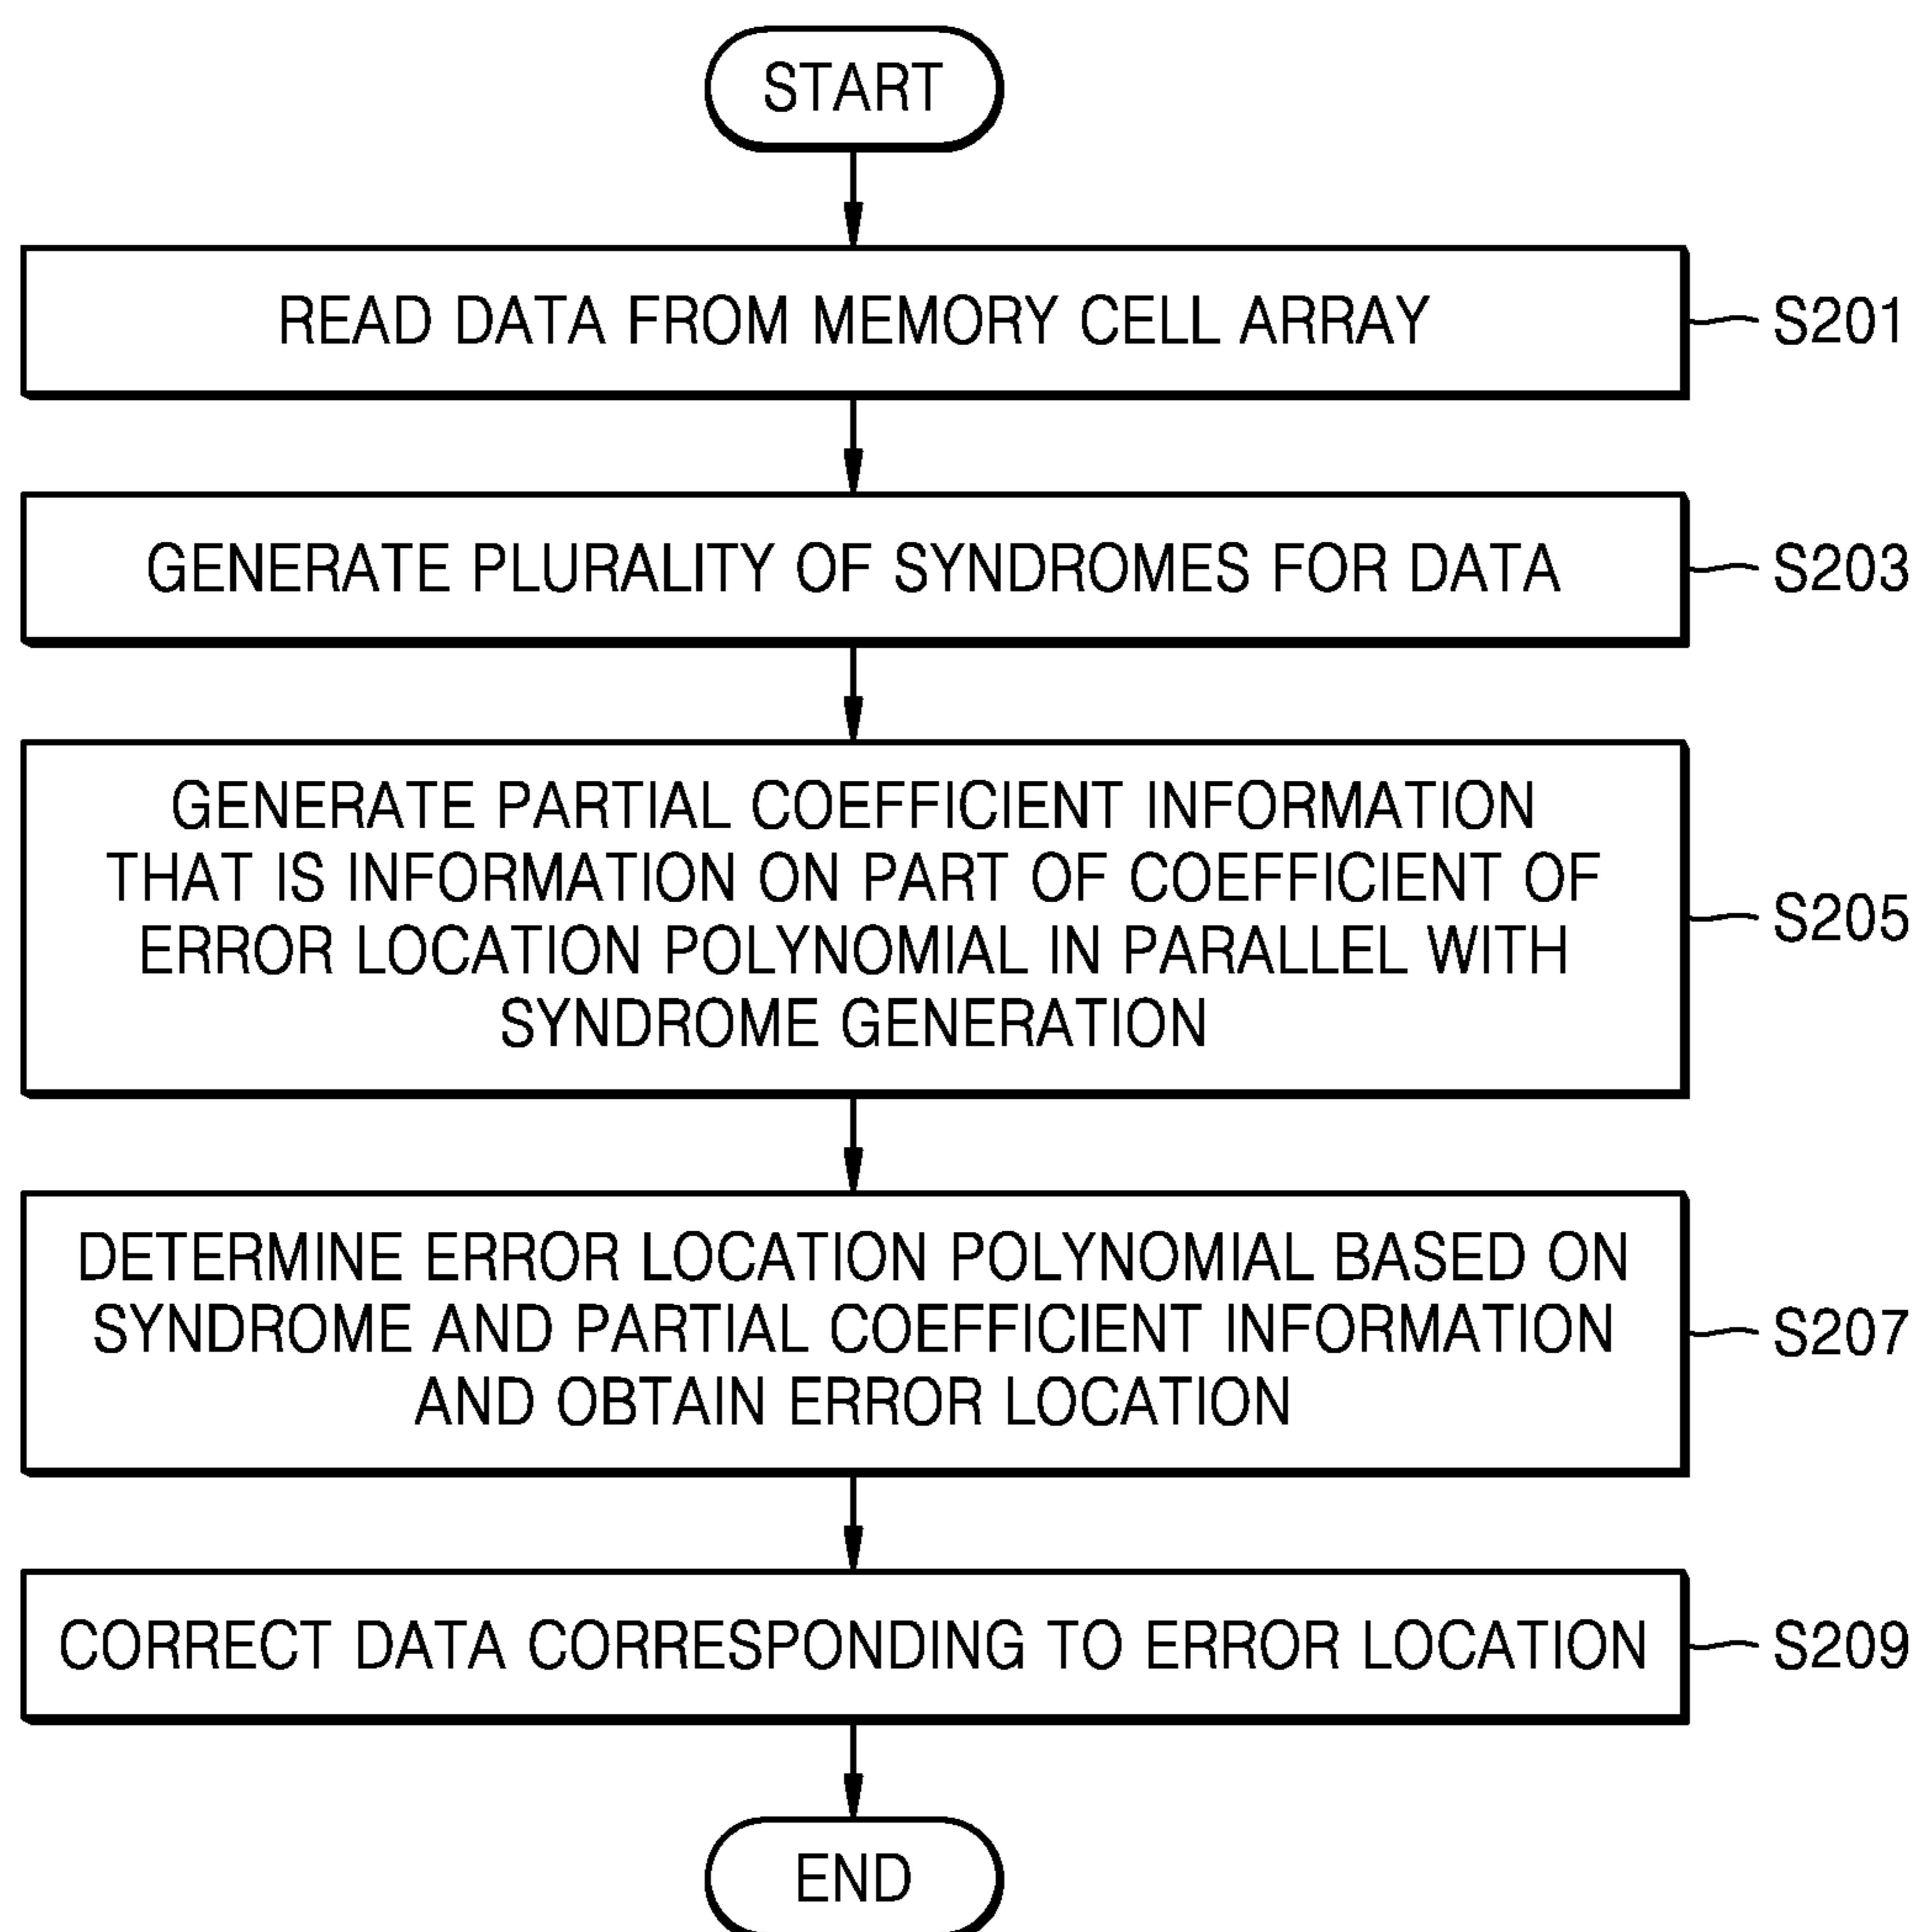 START
READ DATA FROM MEMORY CELL ARRAY
S201
GENERATE PLURALITY OF SYNDROMES FOR DATA
S203
GENERATE PARTIAL COEFFICIENT INFORMATION
THAT IS INFORMATION ON PART OF COEFFICIENT OF
ERROR LOCATION POLYNOMIAL IN PARALLEL WITH
SYNDROME GENERATION
S205
DETERMINE ERROR LOCATION POLYNOMIAL BASED ON
SYNDROME AND PARTIAL COEFFICIENT INFORMATION
AND OBTAIN ERROR LOCATION
S207
CORRECT DATA CORRESPONDING TO ERROR LOCATION
S209
END